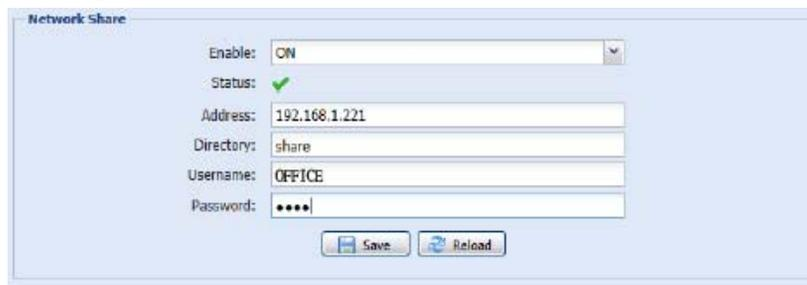 Network Share
Enable: ON
Status:
Address: 192.168.1.221
Directory: share
Username: OFFICE
Password: ••••
Save Reload